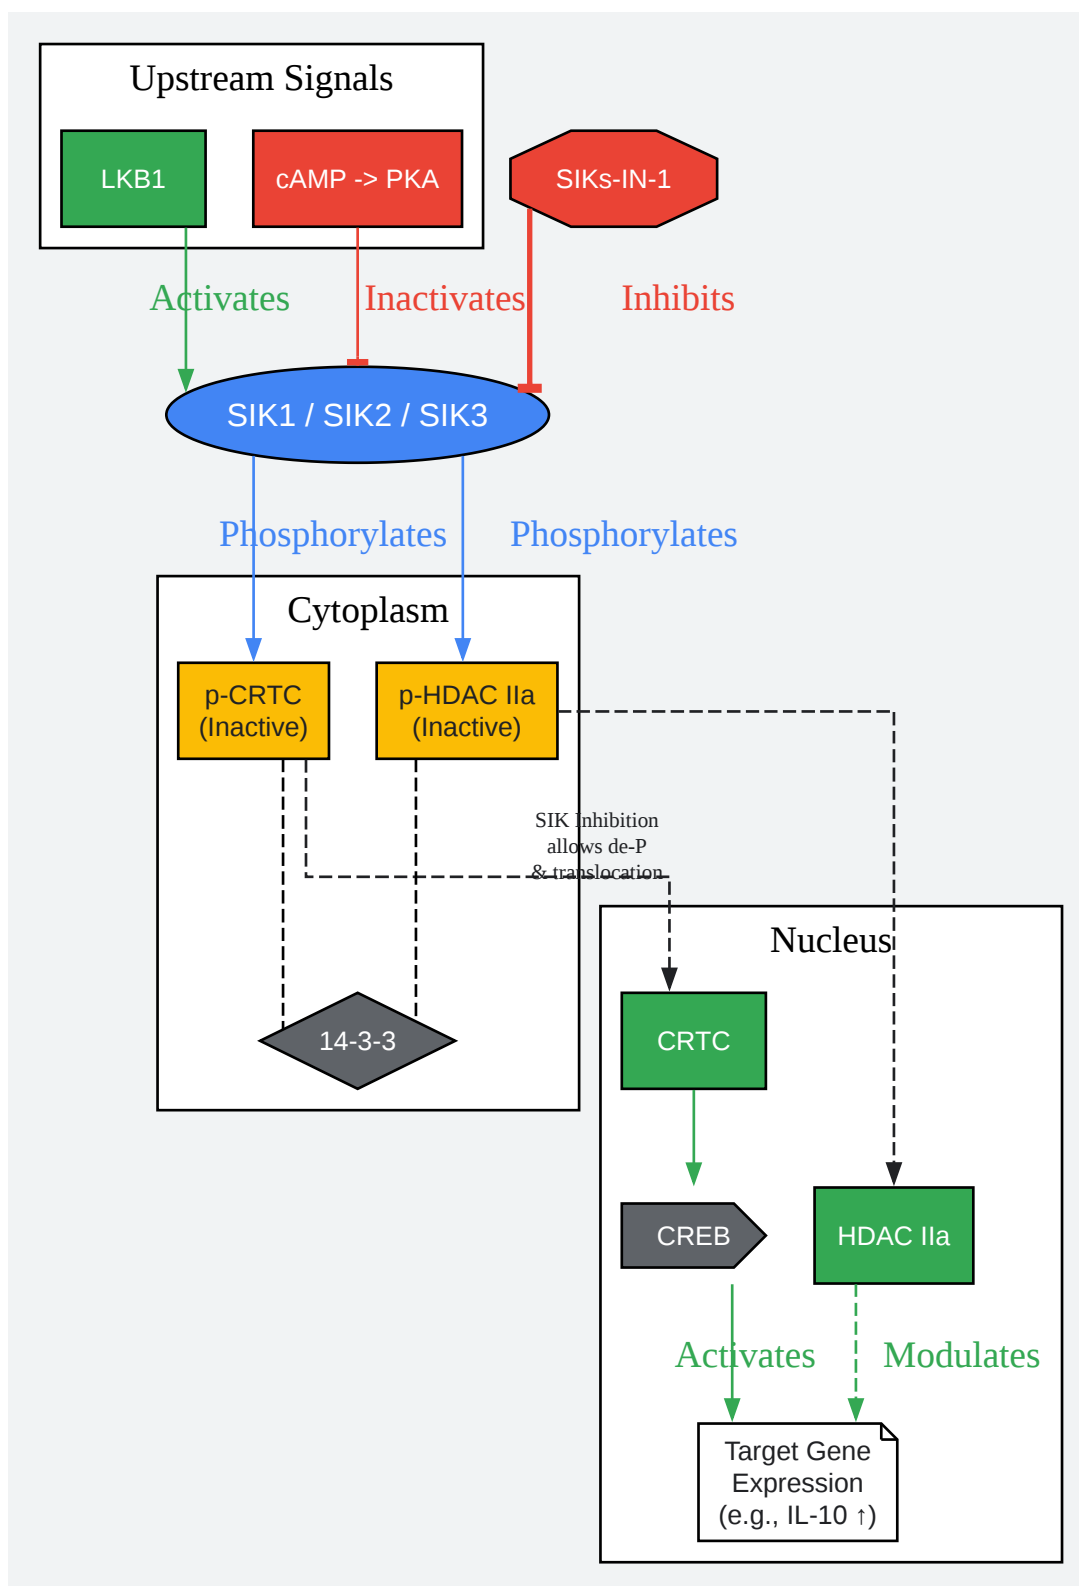 Upstream Signals
LKB1
cAMP -> PKA
SIKs-IN-1
Activates
Inactivates
Inhibits
SIK1 / SIK2 / SIK3
Phosphorylates
Phosphorylates
Cytoplasm
p-CRTC
(Inactive)
p-HDAC IIa
(Inactive)
SIK Inhibition
allows de-P
& translocation
14-3-3
Nucleus
CRTC
CREB
HDAC IIa
Activates
Modulates
Target Gene
Expression
(e.g., IL-10 ↑)